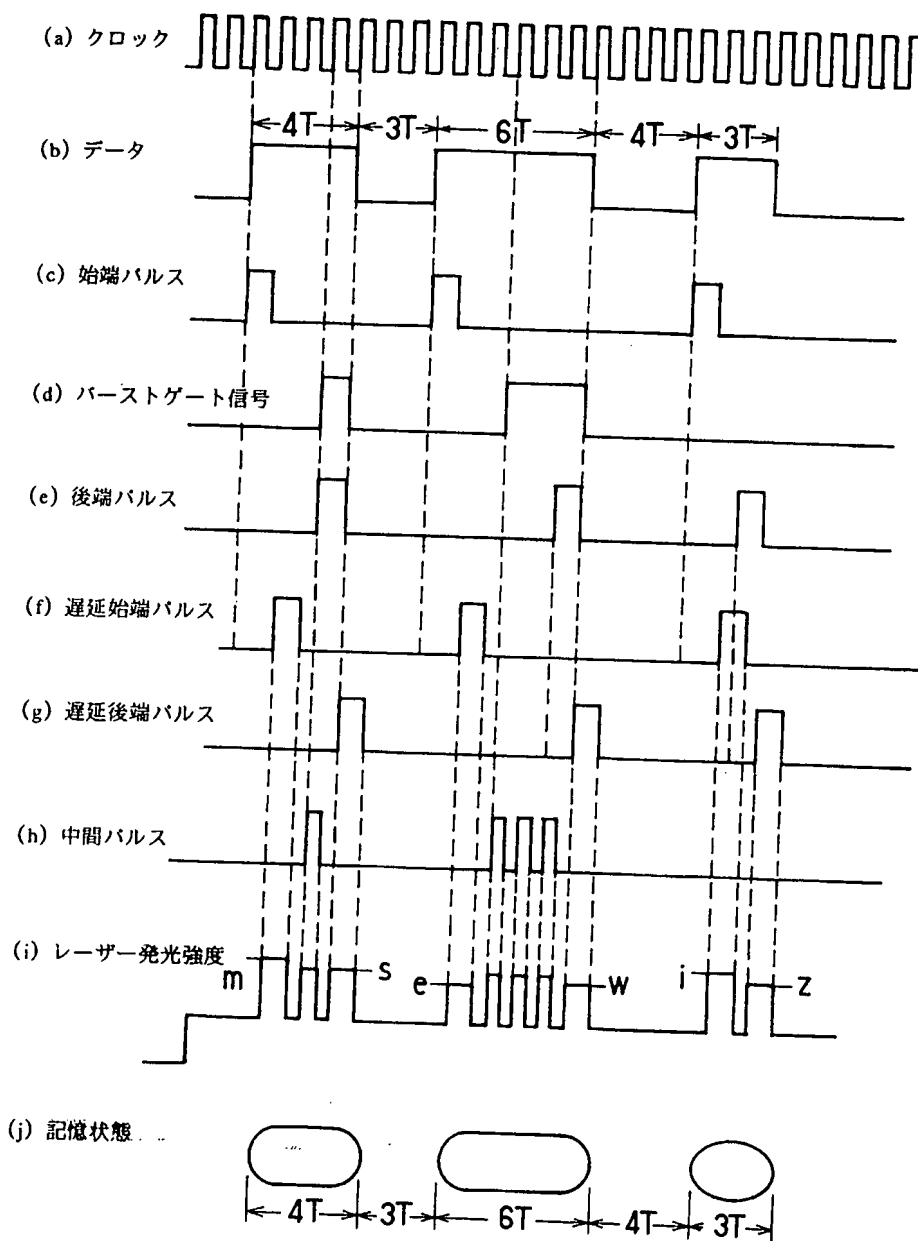 (a) クロック
4T 3T 6T 4T 3T
(b) データ
(c) 始端パルス
(d) バーストゲート信号
(e) 後端パルス
(f) 遅延始端パルス
(g) 遅延後端パルス
(h) 中間パルス
(i) レーザー発光強度
m s e w i z
(j) 記憶状態
4T 3T 6T 4T 3T